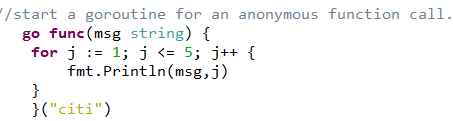 //start a goroutine for an anonymous function call.
go func(msg string) {
for j := 1; j <= 5; j++ {
fmt.Println(msg,j)
}
}("citi")